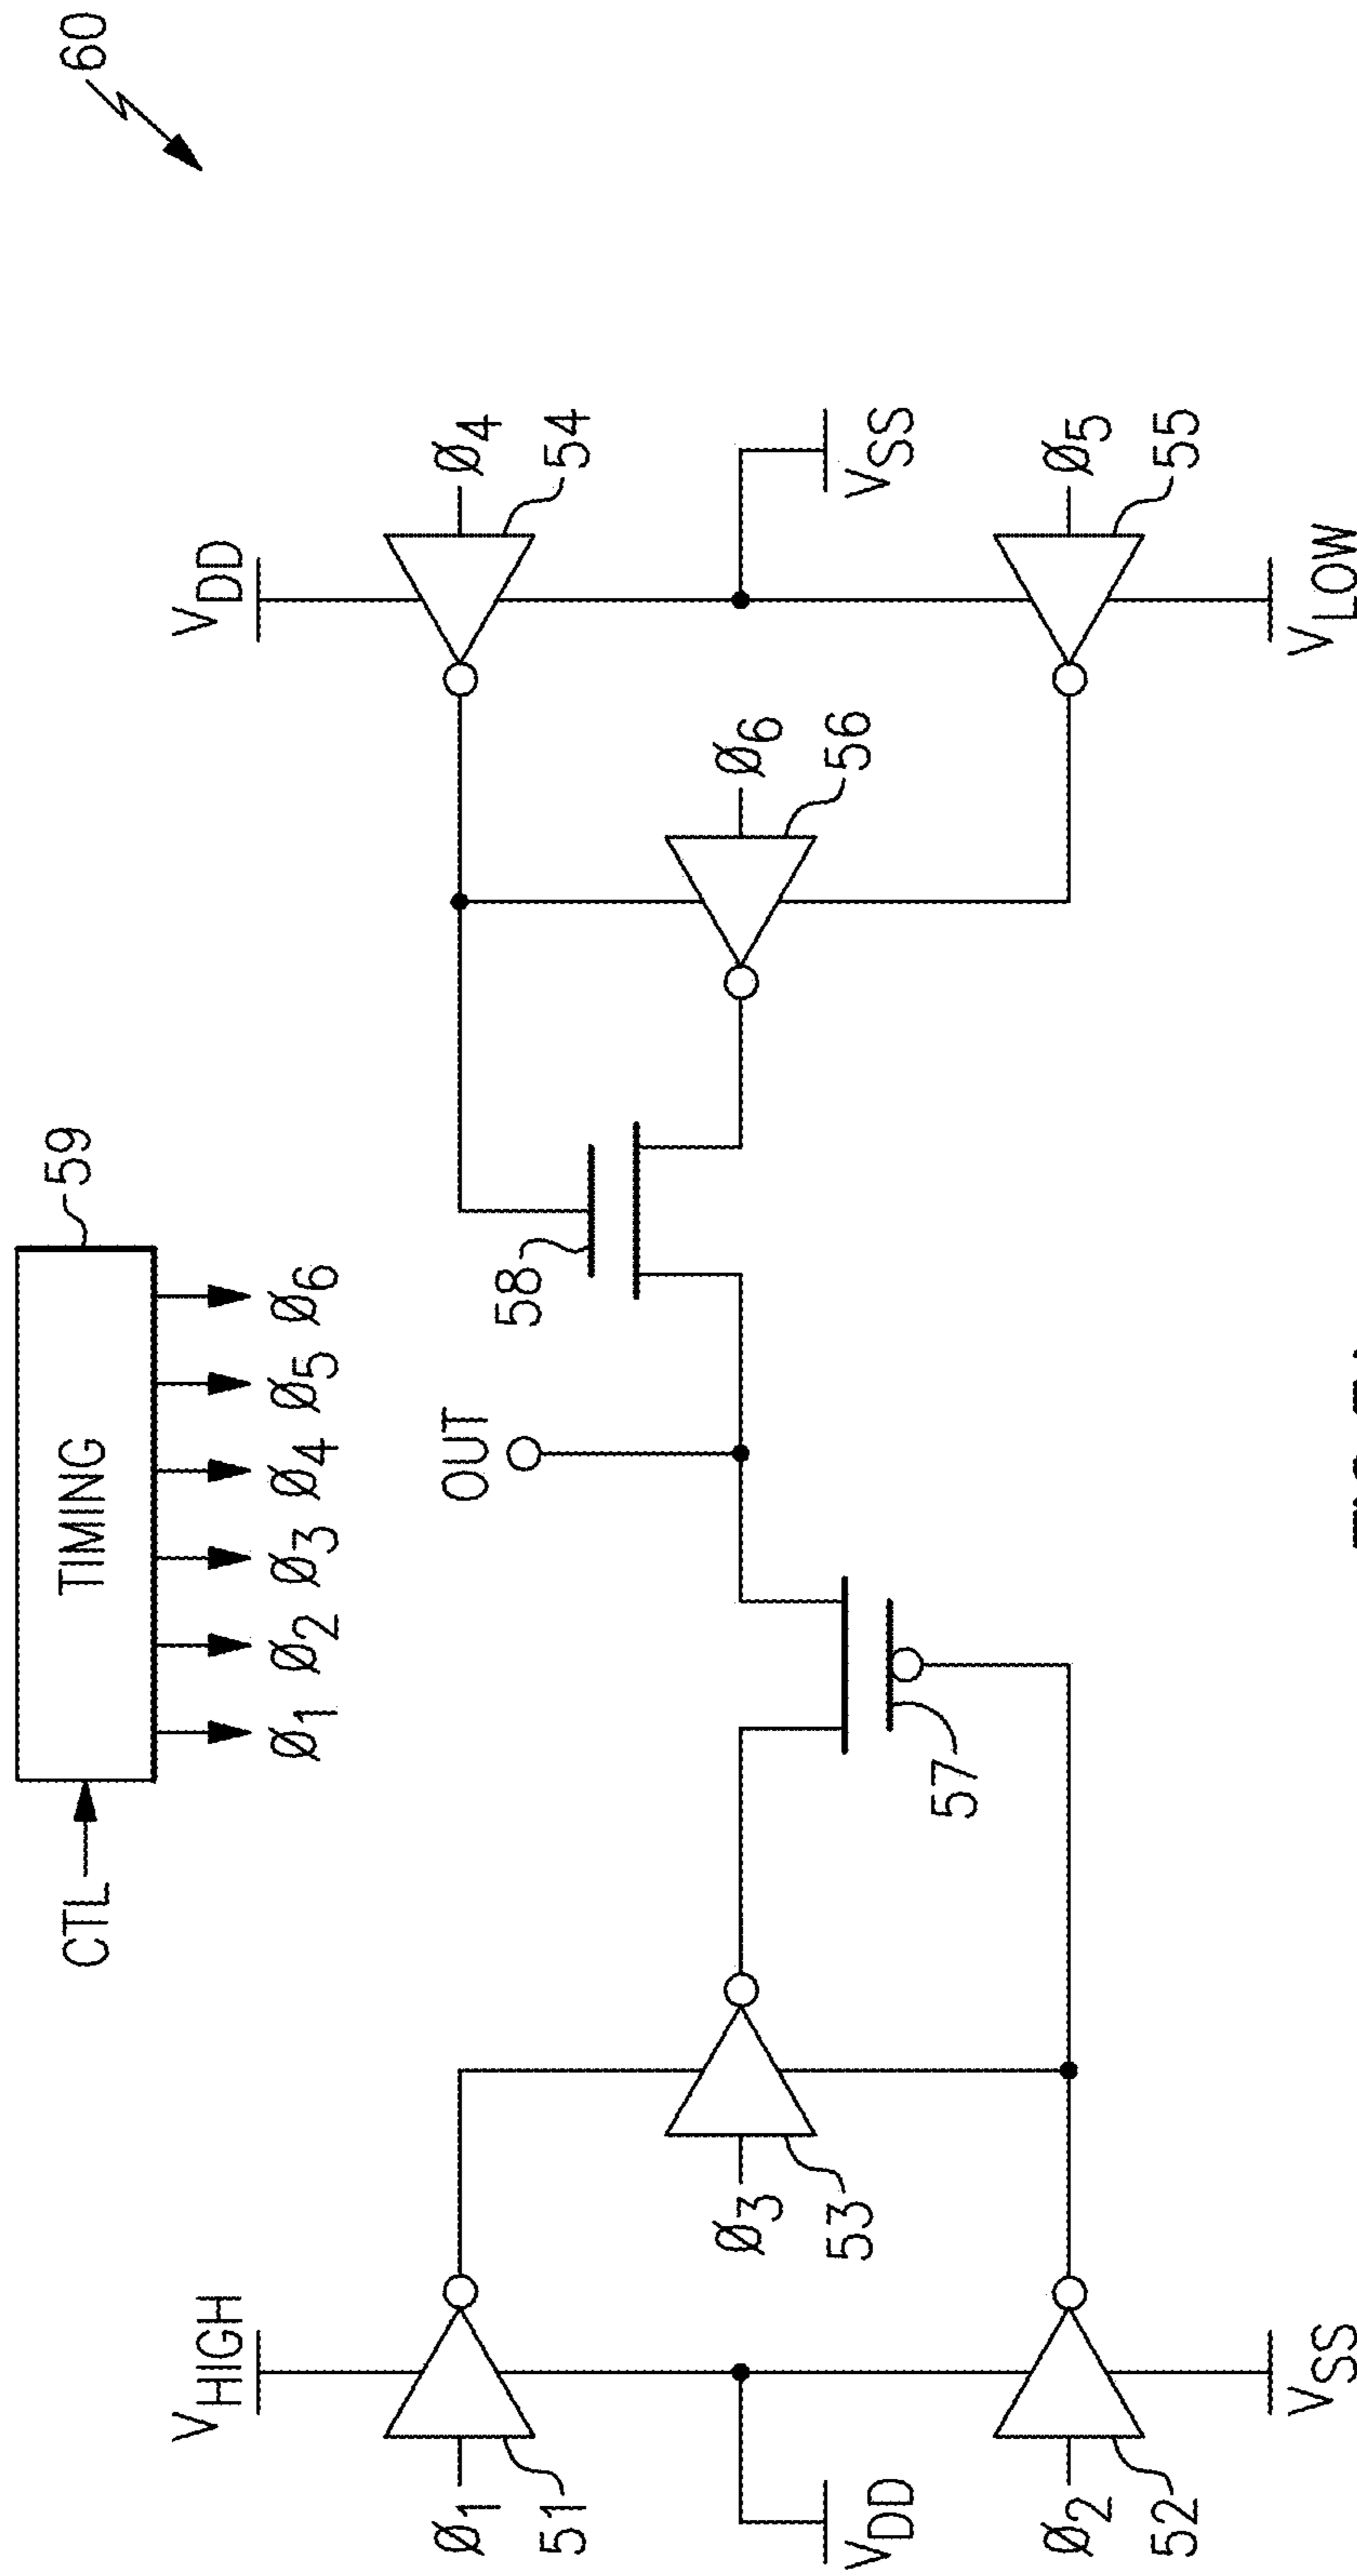 60
CTL
TIMING
59
Ø1 Ø2 Ø3 Ø4 Ø5 Ø6
OUT
VHIGH
VDD
Ø1
51
58
Ø4
54
Ø3
53
Ø6
56
VDD
57
VSS
Ø2
52
Ø5
55
VSS
VLOW